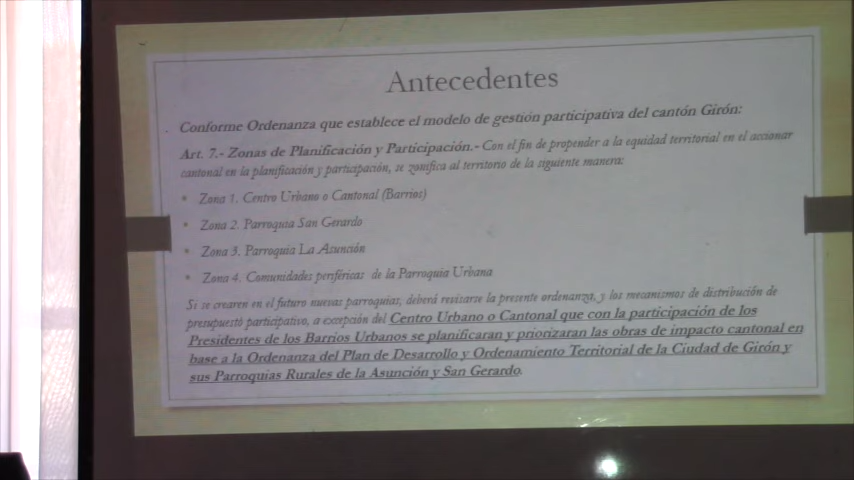 Antecedentes
Conforme Ordenanza que establece el modelo de gestión participativa del cantón Girón:
Art. 7.- Zonas de Planificación y Participación.- Con el fin de propender a la equidad territorial en el accionar
cantonal en la planificación y participación, se zonifica al territorio de la siguiente manera:
• Zona 1. Centro Urbano o Cantonal (Barrios)
• Zona 2. Parroquia San Gerardo
• Zona 3. Parroquia La Asunción
• Zona 4. Comunidades periféricas de la Parroquia Urbana
Si se crearen en el futuro nuevas parroquias, deberá revisarse la presente ordenanza, y los mecanismos de distribución de
presupuesto participativo, a excepción del Centro Urbano o Cantonal que con la participación de los
Presidentes de los Barrios Urbanos se planificaran y priorizaran las obras de impacto cantonal en
base a la Ordenanza del Plan de Desarrollo y Ordenamiento Territorial de la Ciudad de Girón y
sus Parroquias Rurales de la Asunción y San Gerardo.